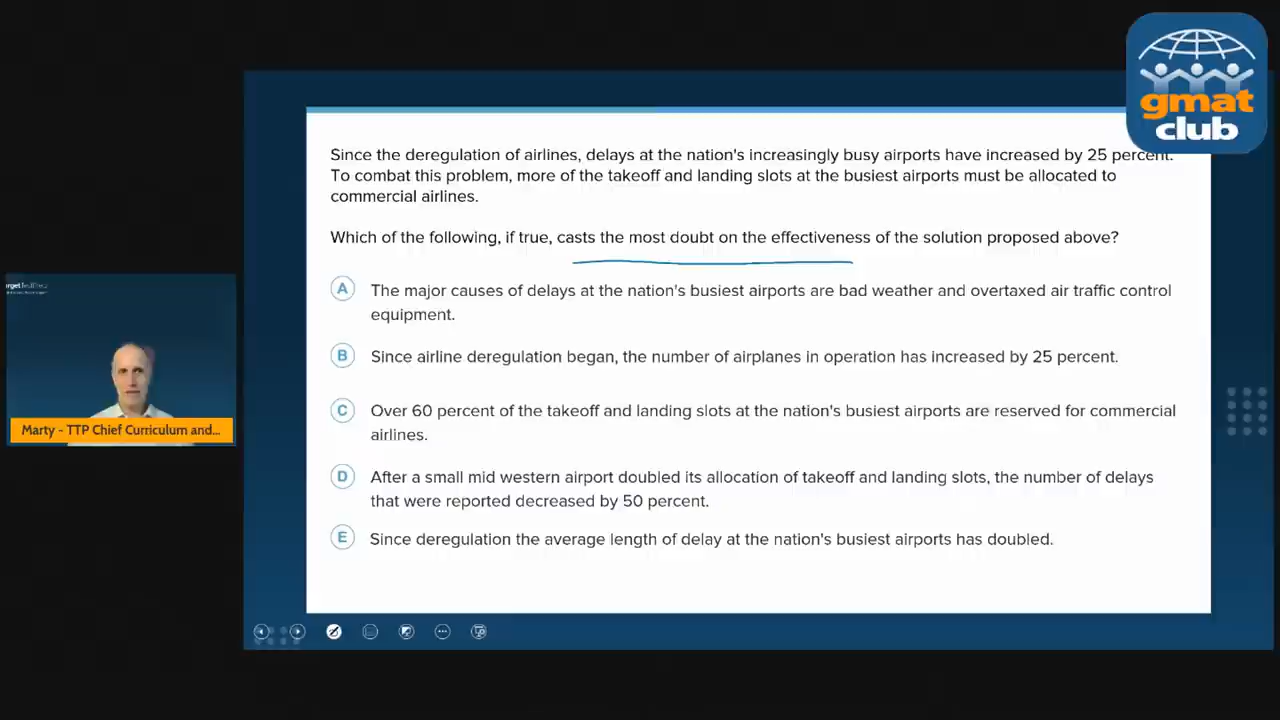 gmat
club
Since the deregulation of airlines, delays at the nation's increasingly busy airports have increased by 25 percent.
To combat this problem, more of the takeoff and landing slots at the busiest airports must be allocated to
commercial airlines.
Which of the following, if true, casts the most doubt on the effectiveness of the solution proposed above?
A The major causes of delays at the nation's busiest airports are bad weather and overtaxed air traffic control
equipment.
B Since airline deregulation began, the number of airplanes in operation has increased by 25 percent.
C Over 60 percent of the takeoff and landing slots at the nation's busiest airports are reserved for commercial
airlines.
D After a small mid western airport doubled its allocation of takeoff and landing slots, the number of delays
that were reported decreased by 50 percent.
E Since deregulation the average length of delay at the nation's busiest airports has doubled.
Marty - TTP Chief Curriculum and...